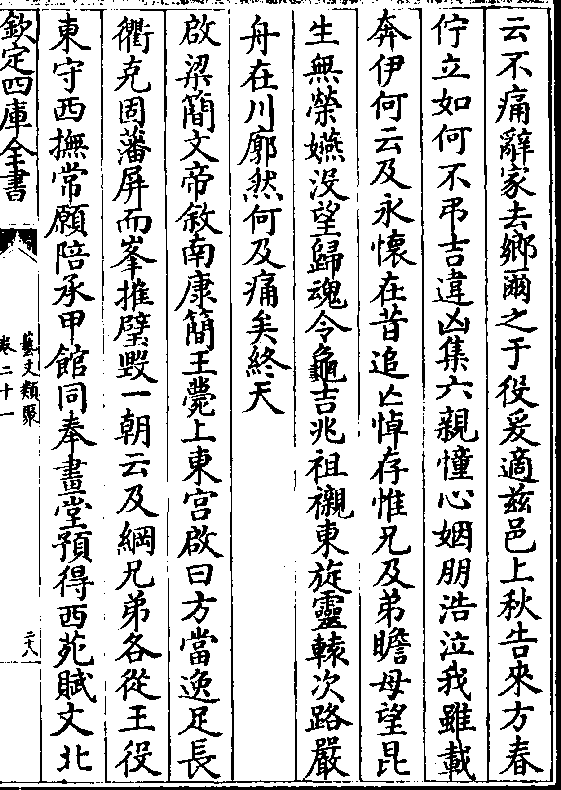 云不痛辭家去鄉爾之于役爰適兹邑上秋告來方春
佇立如何不弔吉違凶集六親憧心姻朋浩泣我雖載
奔伊何云及永懷在昔追亡悼存惟兄及弟瞻母望昆
生無榮嬿没望歸魂令龜吉兆祖襯東旋靈轅次路嚴
舟在川廓然何及痛矣終天
啟梁簡文帝敘南康簡王薨上東宫啟曰方當逸足長
衢克固藩屏而峯摧璧毁一朝云及綱兄弟各從王役
東守西撫常願陪承甲館同奉畫堂預得西苑賦文北
欽定四庫全書
藝文類聚
卷二十一
二八